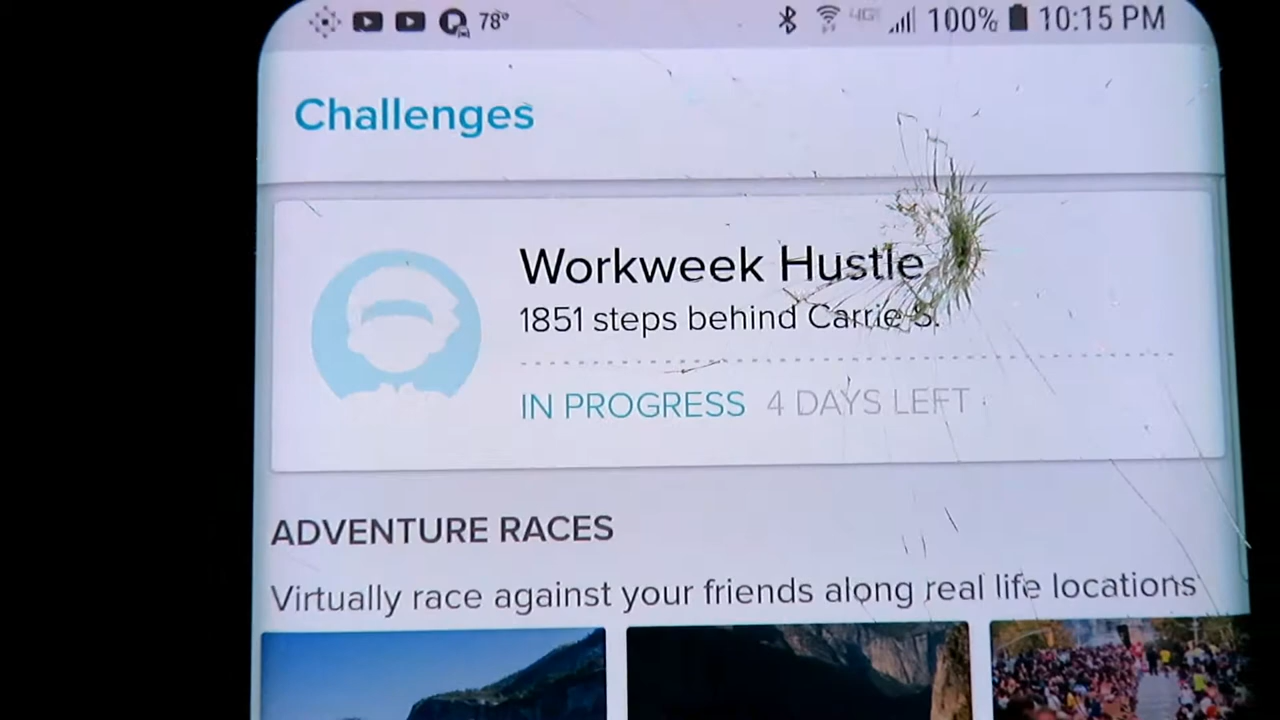 78° 4G 100% 10:15 PM
Challenges
Workweek Hustle
1851 steps behind Carrie S.
IN PROGRESS 4 DAYS LEFT
ADVENTURE RACES
Virtually race against your friends along real life locations